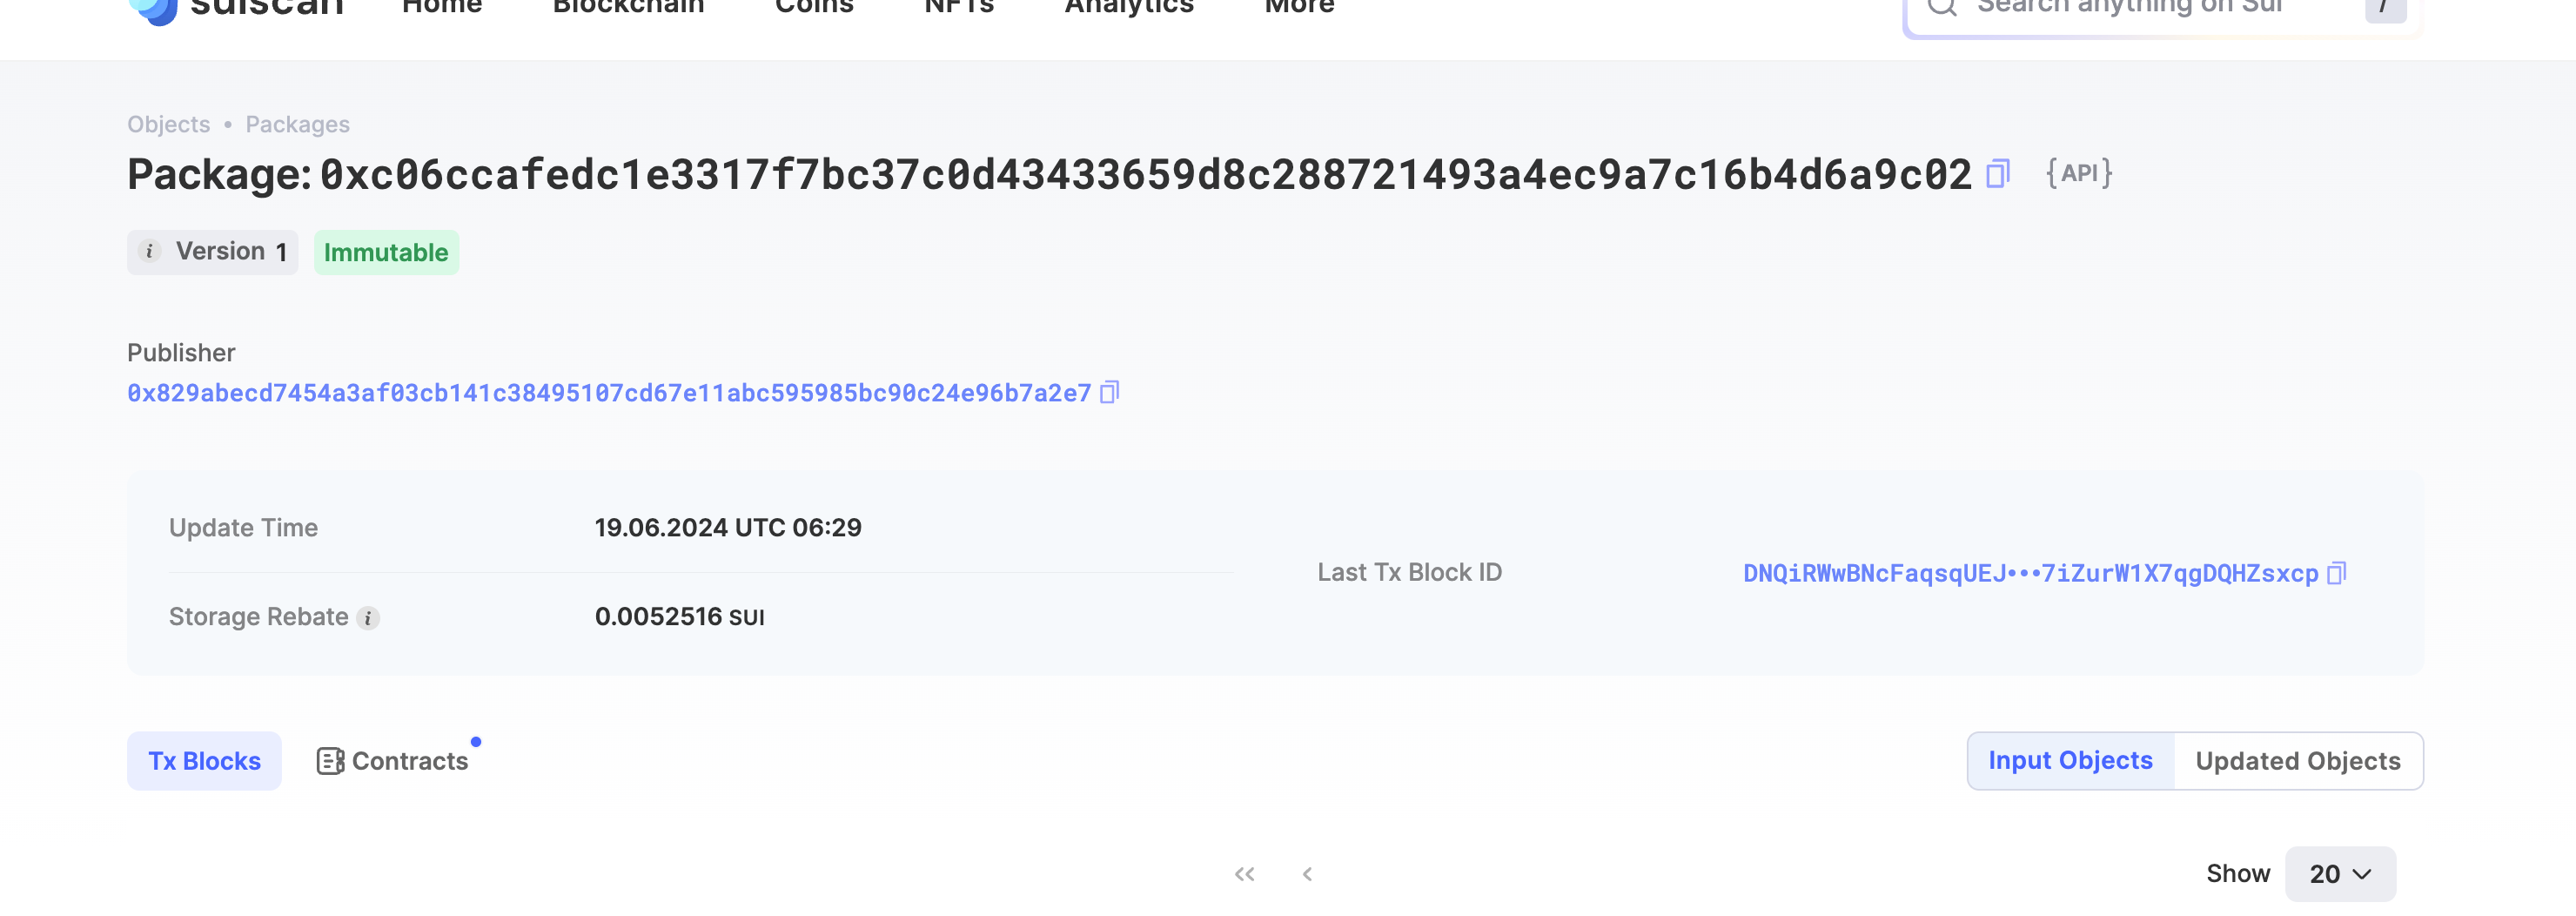 suiscan Home Blockchain Coins NFTs Analytics More Search anything on Sui /
Objects • Packages
Package: 0xc06ccafedc1e3317f7bc37c0d43433659d8c288721493a4ec9a7c16b4d6a9c02 {API}
i Version 1 Immutable
Publisher
0x829abecd7454a3af03cb141c38495107cd67e11abc595985bc90c24e96b7a2e7
Update Time 19.06.2024 UTC 06:29
Last Tx Block ID DNQiRWwBNcFaqsqUEJ•••7iZurW1X7qgDQHZsxcp
Storage Rebate i 0.0052516 SUI
Tx Blocks Contracts Input Objects Updated Objects
« ‹ Show 20